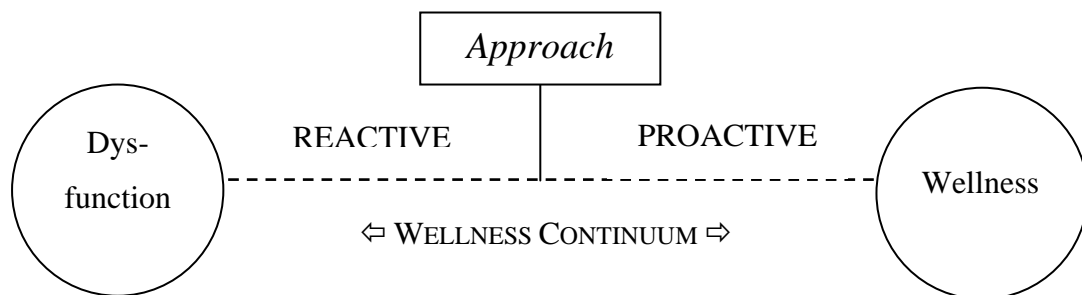 Approach
REACTIVE
PROACTIVE
Dys-
function
Wellness
⇦ WELLNESS CONTINUUM ⇨